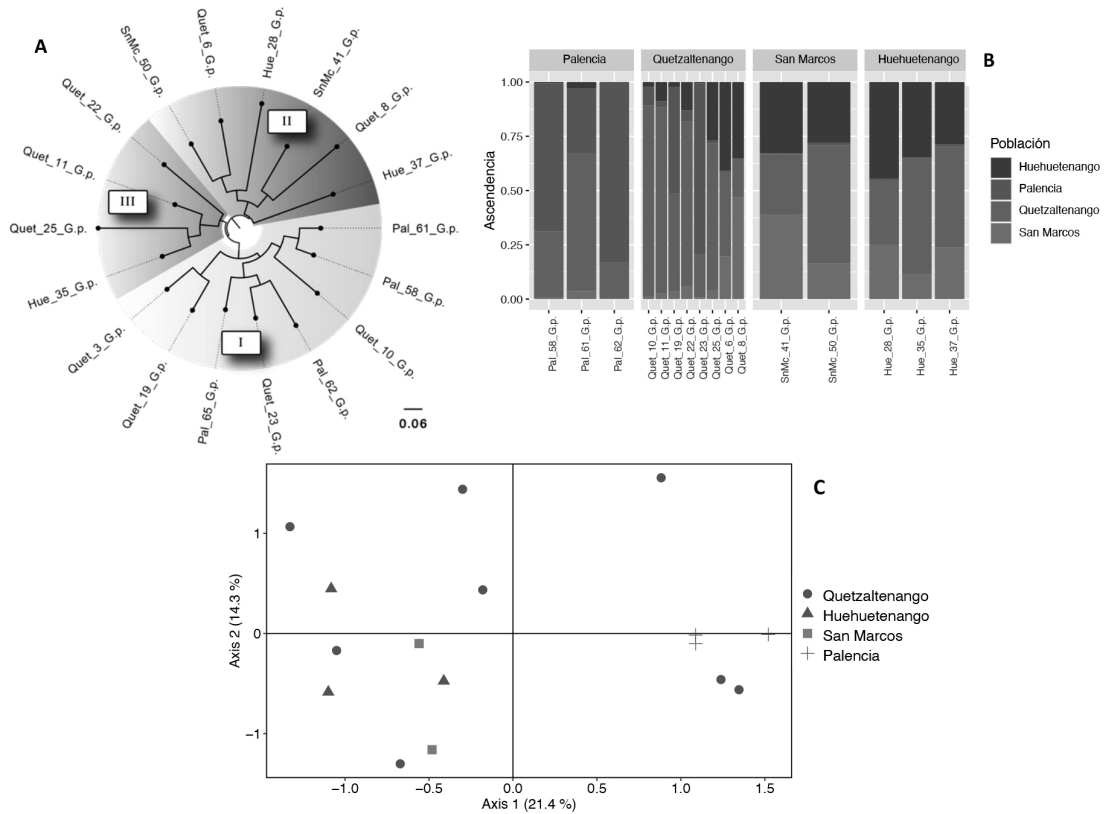 A
Quet_6_G.p.
Hue_28_G.p.
SnMc_50_G.p.
SnMc_41_G.p.
Quet_22_G.p.
Quet_8_G.p.
II
Quet_11_G.p.
Hue_37_G.p.
III
Quet_25_G.p.
Pal_61_G.p.
Hue_35_G.p.
Pal_58_G.p.
Quet_3_G.p.
Quet_10_G.p.
I
Quet_19_G.p.
Pal_62_G.p.
Pal_65_G.p.
Quet_23_G.p.
0.06
B
Palencia
Quetzaltenango
San Marcos
Huehuetenango
1.00
0.75
0.50
0.25
0.00
Ascendencia
Pal_58_G.p.
Pal_61_G.p.
Pal_62_G.p.
Quet_10_G.p.
Quet_11_G.p.
Quet_19_G.p.
Quet_22_G.p.
Quet_23_G.p.
Quet_25_G.p.
Quet_6_G.p.
Quet_8_G.p.
SnMc_41_G.p.
SnMc_50_G.p.
Hue_28_G.p.
Hue_35_G.p.
Hue_37_G.p.
Población
Huehuetenango
Palencia
Quetzaltenango
San Marcos
C
1
0
−1
Axis 2 (14.3 %)
−1.0
−0.5
0.0
0.5
1.0
1.5
Axis 1 (21.4 %)
Quetzaltenango
Huehuetenango
San Marcos
Palencia